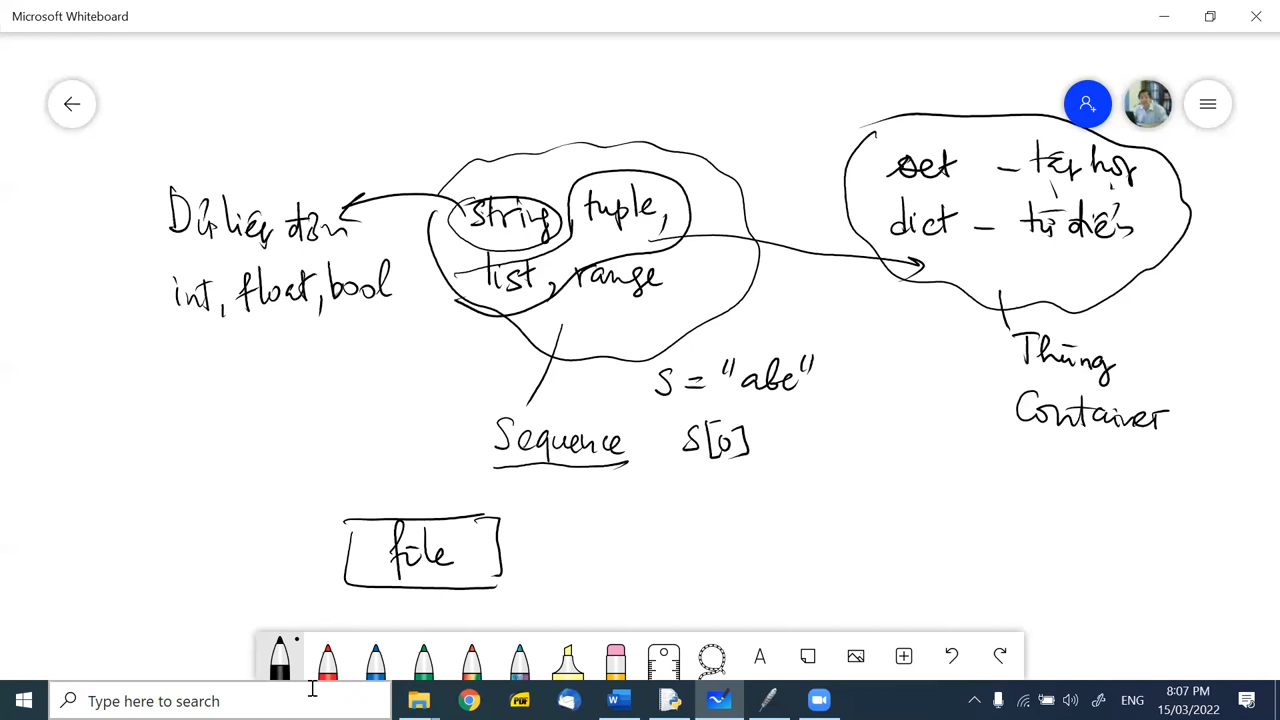 Microsoft Whiteboard
set - tập hợp
dict - từ điển
string, tuple,
list, range
Dữ liệu đơn
int, float, bool
Thùng
Container
S = "abc"
S[0]
Sequence
file
Type here to search
PDF
ENG
8:07 PM
15/03/2022